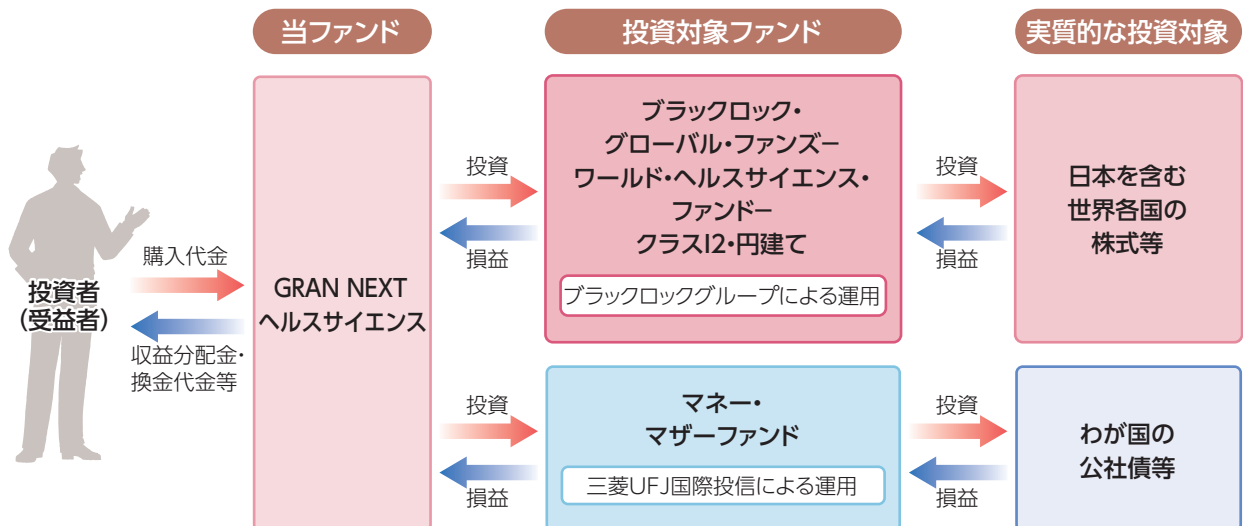 当ファンド
投資対象ファンド
実質的な投資対象
投資者
(受益者)
購入代金
収益分配金・
換金代金等
GRAN NEXT
ヘルスサイエンス
投資
損益
ブラックロック・
グローバル・ファンズー
ワールド・ヘルスサイエンス・
ファンドー
クラスI2・円建て
ブラックロックグループによる運用
投資
損益
日本を含む
世界各国の
株式等
投資
損益
マネー・
マザーファンド
三菱UFJ国際投信による運用
投資
損益
わが国の
公社債等